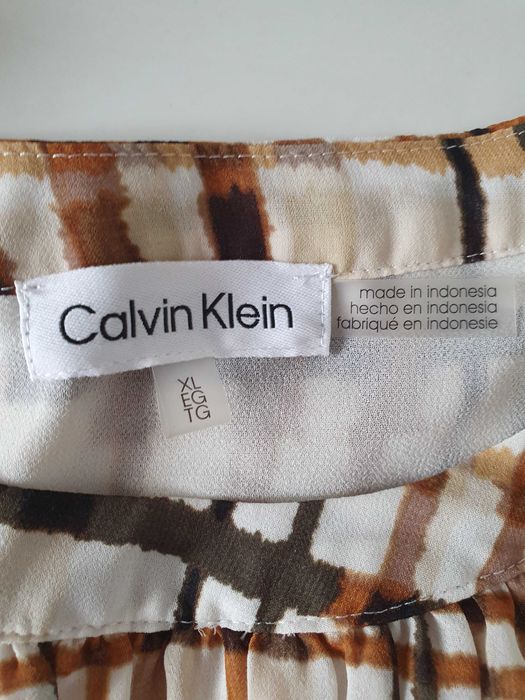 Calvin Klein
made in indonesia
hecho en indonesia
fabriqué en indonesie
XL
EG
TG